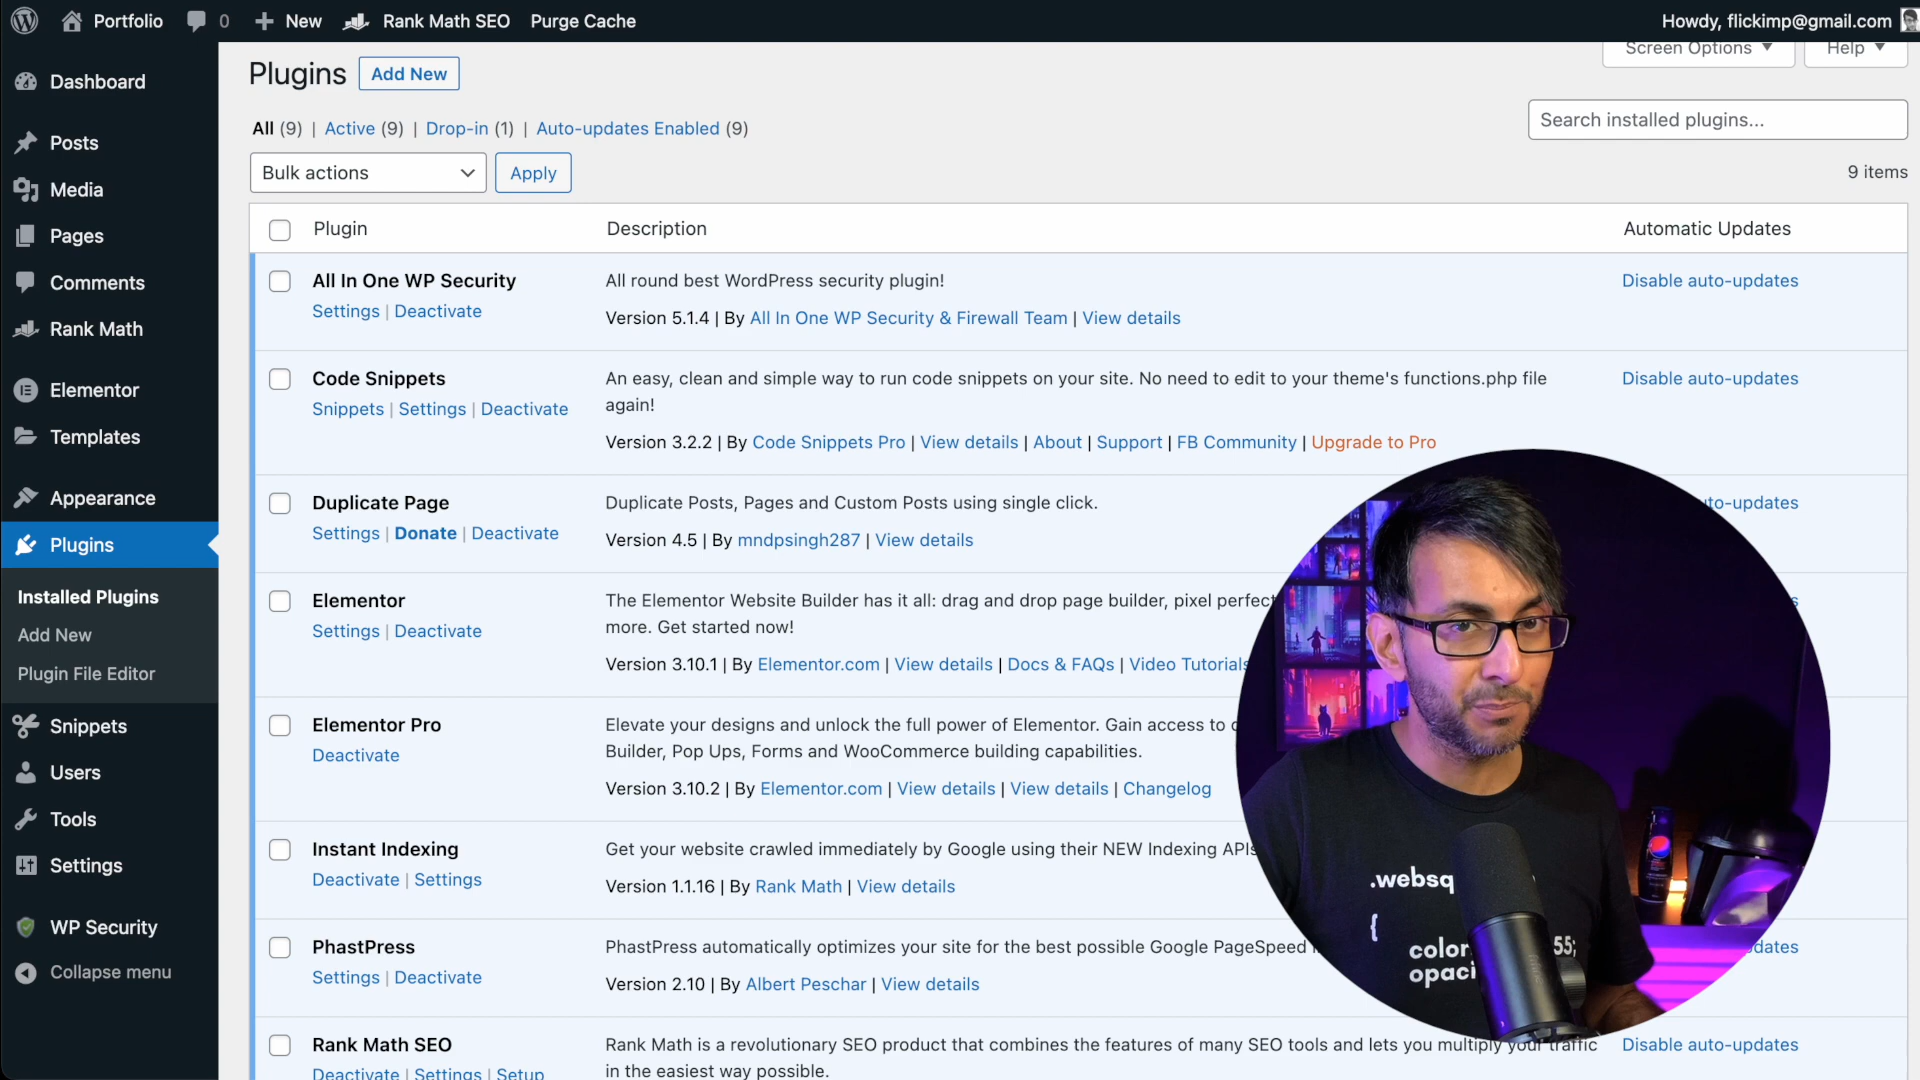 Portfolio 0 New Rank Math SEO Purge Cache Howdy, flickimp@gmail.com
Screen Options Help
Plugins Add New
All (9) | Active (9) | Drop-in (1) | Auto-updates Enabled (9)
Search installed plugins...
Bulk actions Apply
9 items
Dashboard
Posts
Media
Pages
Comments
Rank Math
Elementor
Templates
Appearance
Plugins
Installed Plugins
Add New
Plugin File Editor
Snippets
Users
Tools
Settings
WP Security
Collapse menu
Plugin Description Automatic Updates
All In One WP Security
Settings | Deactivate
All round best WordPress security plugin!
Version 5.1.4 | By All In One WP Security & Firewall Team | View details
Disable auto-updates
Code Snippets
Snippets | Settings | Deactivate
An easy, clean and simple way to run code snippets on your site. No need to edit to your theme's functions.php file
again!
Version 3.2.2 | By Code Snippets Pro | View details | About | Support | FB Community | Upgrade to Pro
Disable auto-updates
Duplicate Page
Settings | Donate | Deactivate
Duplicate Posts, Pages and Custom Posts using single click.
Version 4.5 | By mndpsingh287 | View details
to-updates
Elementor
Settings | Deactivate
The Elementor Website Builder has it all: drag and drop page builder, pixel perfect
more. Get started now!
Version 3.10.1 | By Elementor.com | View details | Docs & FAQs | Video Tutorials
Elementor Pro
Deactivate
Elevate your designs and unlock the full power of Elementor. Gain access to
Builder, Pop Ups, Forms and WooCommerce building capabilities.
Version 3.10.2 | By Elementor.com | View details | View details | Changelog
Instant Indexing
Deactivate | Settings
Get your website crawled immediately by Google using their NEW Indexing APIs
Version 1.1.16 | By Rank Math | View details
PhastPress
Settings | Deactivate
PhastPress automatically optimizes your site for the best possible Google PageSpeed
Version 2.10 | By Albert Peschar | View details
dates
Rank Math SEO
Deactivate | Settings | Setup
Rank Math is a revolutionary SEO product that combines the features of many SEO tools and lets you multiply your traffic
in the easiest way possible.
Disable auto-updates
.websq
{
color 55;
opaci